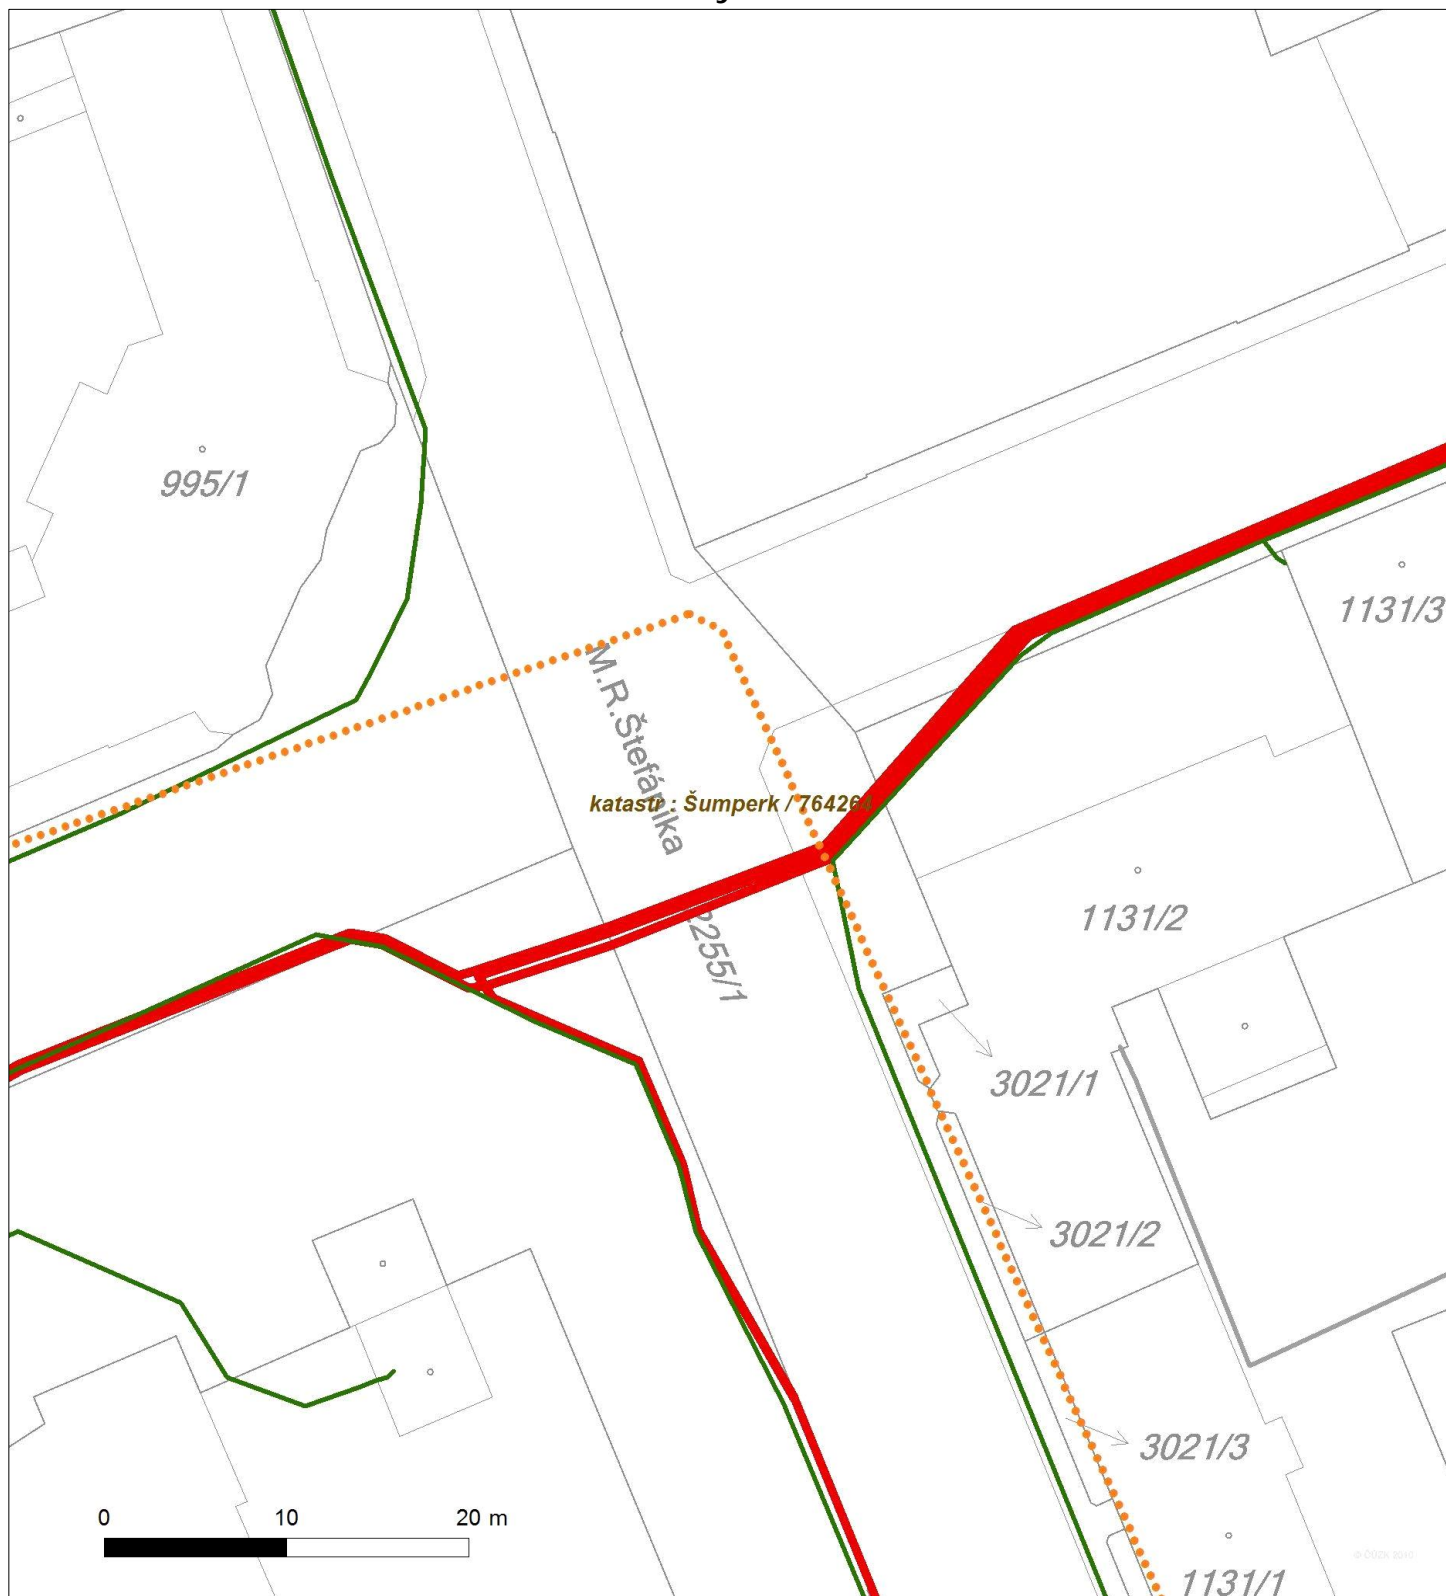 995/1
1131/3
M.R.Štefánika
katastr : Šumperk / 764264
1131/2
2255/1
3021/1
3021/2
3021/3
0 10 20 m
1131/1